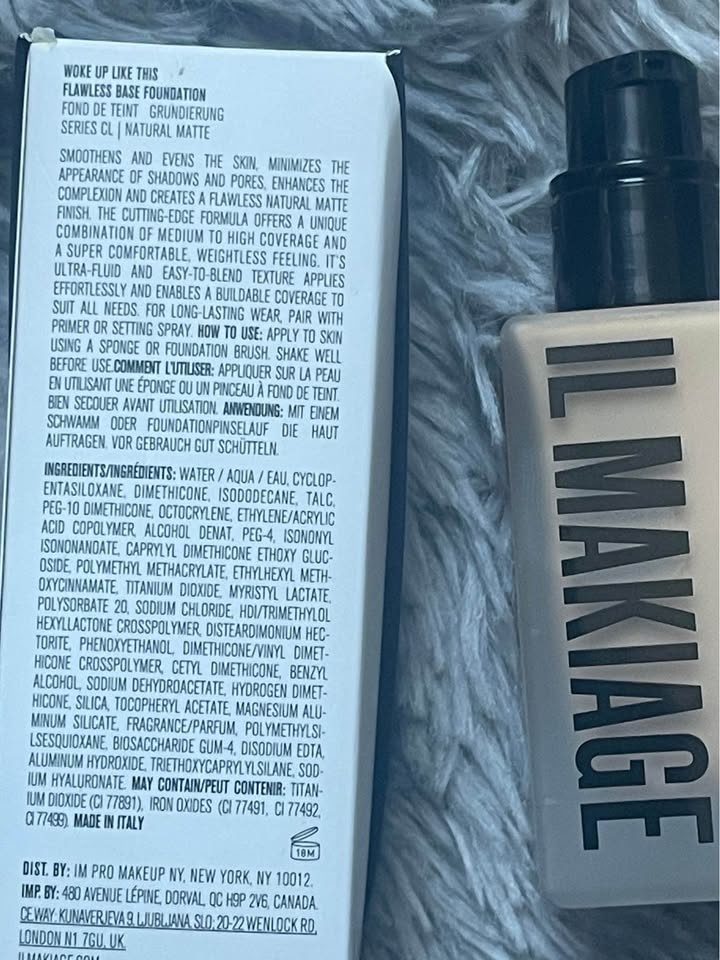 WOKE UP LIKE THIS
FLAWLESS BASE FOUNDATION
FOND DE TEINT GRUNDIERUNG
SERIES CL | NATURAL MATTE
SMOOTHENS AND EVENS THE SKIN, MINIMIZES THE
APPEARANCE OF SHADOWS AND PORES, ENHANCES THE
COMPLEXION AND CREATES A FLAWLESS NATURAL MATTE
FINISH. THE CUTTING-EDGE FORMULA OFFERS A UNIQUE
COMBINATION OF MEDIUM TO HIGH COVERAGE AND
A SUPER COMFORTABLE, WEIGHTLESS FEELING. IT'S
ULTRA-FLUID AND EASY-TO-BLEND TEXTURE APPLIES
EFFORTLESSLY AND ENABLES A BUILDABLE COVERAGE TO
SUIT ALL NEEDS. FOR LONG-LASTING WEAR, PAIR WITH
PRIMER OR SETTING SPRAY. HOW TO USE: APPLY TO SKIN
USING A SPONGE OR FOUNDATION BRUSH. SHAKE WELL
BEFORE USE.COMMENT L'UTILISER: APPLIQUER SUR LA PEAU
EN UTILISANT UNE ÉPONGE OU UN PINCEAU À FOND DE TEINT.
BIEN SECOUER AVANT UTILISATION. ANWENDUNG: MIT EINEM
SCHWAMM ODER FOUNDATIONPINSELAUF DIE HAUT
AUFTRAGEN. VOR GEBRAUCH GUT SCHÜTTELN.
INGREDIENTS/INGRÉDIENTS: WATER / AQUA / EAU, CYCLOP-
ENTASILOXANE, DIMETHICONE, ISODODECANE, TALC,
PEG-10 DIMETHICONE, OCTOCRYLENE, ETHYLENE/ACRYLIC
ACID COPOLYMER, ALCOHOL DENAT, PEG-4, ISONONYL
ISONONANOATE, CAPRYLYL DIMETHICONE ETHOXY GLUC-
OSIDE, POLYMETHYL METHACRYLATE, ETHYLHEXYL METH-
OXYCINNAMATE, TITANIUM DIOXIDE, MYRISTYL LACTATE,
POLYSORBATE 20, SODIUM CHLORIDE, HDI/TRIMETHYLOL
HEXYLLACTONE CROSSPOLYMER, DISTEARDIMONIUM HEC-
TORITE, PHENOXYETHANOL, DIMETHICONE/VINYL DIMET-
HICONE CROSSPOLYMER, CETYL DIMETHICONE, BENZYL
ALCOHOL, SODIUM DEHYDROACETATE, HYDROGEN DIMET-
HICONE, SILICA, TOCOPHERYL ACETATE, MAGNESIUM ALU-
MINUM SILICATE, FRAGRANCE/PARFUM, POLYMETHYLSI-
LSESQUIOXANE, BIOSACCHARIDE GUM-4, DISODIUM EDTA,
ALUMINUM HYDROXIDE, TRIETHOXYCAPRYLYLSILANE, SOD-
IUM HYALURONATE. MAY CONTAIN/PEUT CONTENIR: TITAN-
IUM DIOXIDE (CI 77891), IRON OXIDES (CI 77491, CI 77492,
CI 77499). MADE IN ITALY
18M
DIST. BY: IM PRO MAKEUP NY, NEW YORK, NY 10012.
IMP. BY: 480 AVENUE LÉPINE, DORVAL, QC H9P 2V6, CANADA.
CEWAY: KUNAVERJEVA 9, LJUBLJANA, SLO; 20-22 WENLOCK RD,
LONDON N1 7GU, UK
ILMAKIAGE.COM
IL MAKIAGE